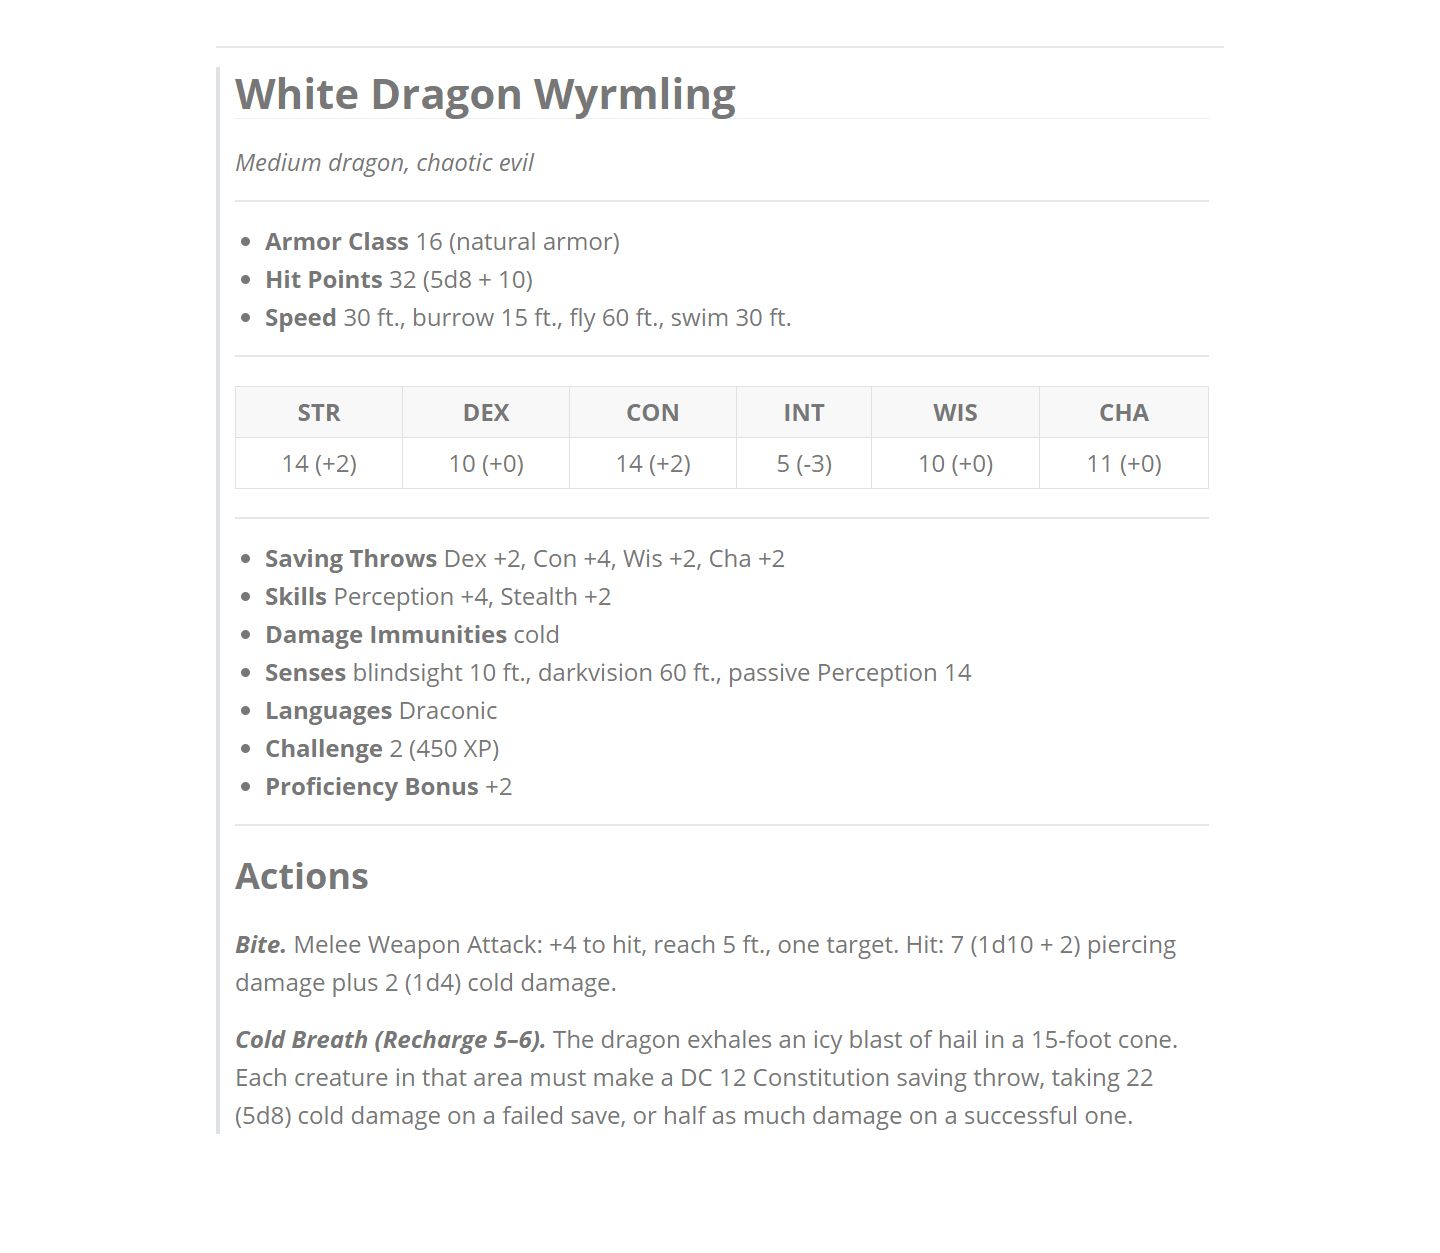 White Dragon Wyrmling
Medium dragon, chaotic evil
Armor Class 16 (natural armor)
Hit Points 32 (5d8 + 10)
Speed 30 ft., burrow 15 ft., fly 60 ft., swim 30 ft.
STR DEX CON INT WIS CHA
14 (+2) 10 (+0) 14 (+2) 5 (-3) 10 (+0) 11 (+0)
Saving Throws Dex +2, Con +4, Wis +2, Cha +2
Skills Perception +4, Stealth +2
Damage Immunities cold
Senses blindsight 10 ft., darkvision 60 ft., passive Perception 14
Languages Draconic
Challenge 2 (450 XP)
Proficiency Bonus +2
Actions
Bite. Melee Weapon Attack: +4 to hit, reach 5 ft., one target. Hit: 7 (1d10 + 2) piercing
damage plus 2 (1d4) cold damage.
Cold Breath (Recharge 5–6). The dragon exhales an icy blast of hail in a 15-foot cone.
Each creature in that area must make a DC 12 Constitution saving throw, taking 22
(5d8) cold damage on a failed save, or half as much damage on a successful one.